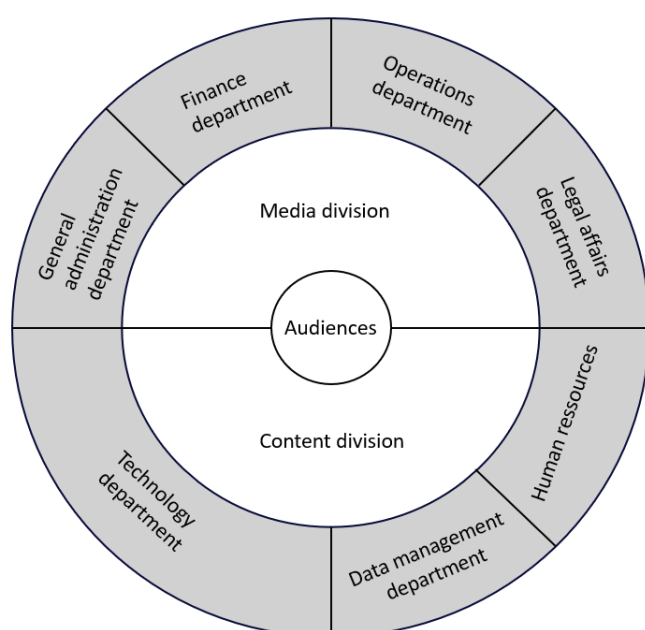 Finance
department
Operations
department
General
administration
department
Legal affairs
department
Media division
Audiences
Content division
Human ressources
Technology
department
Data management
department